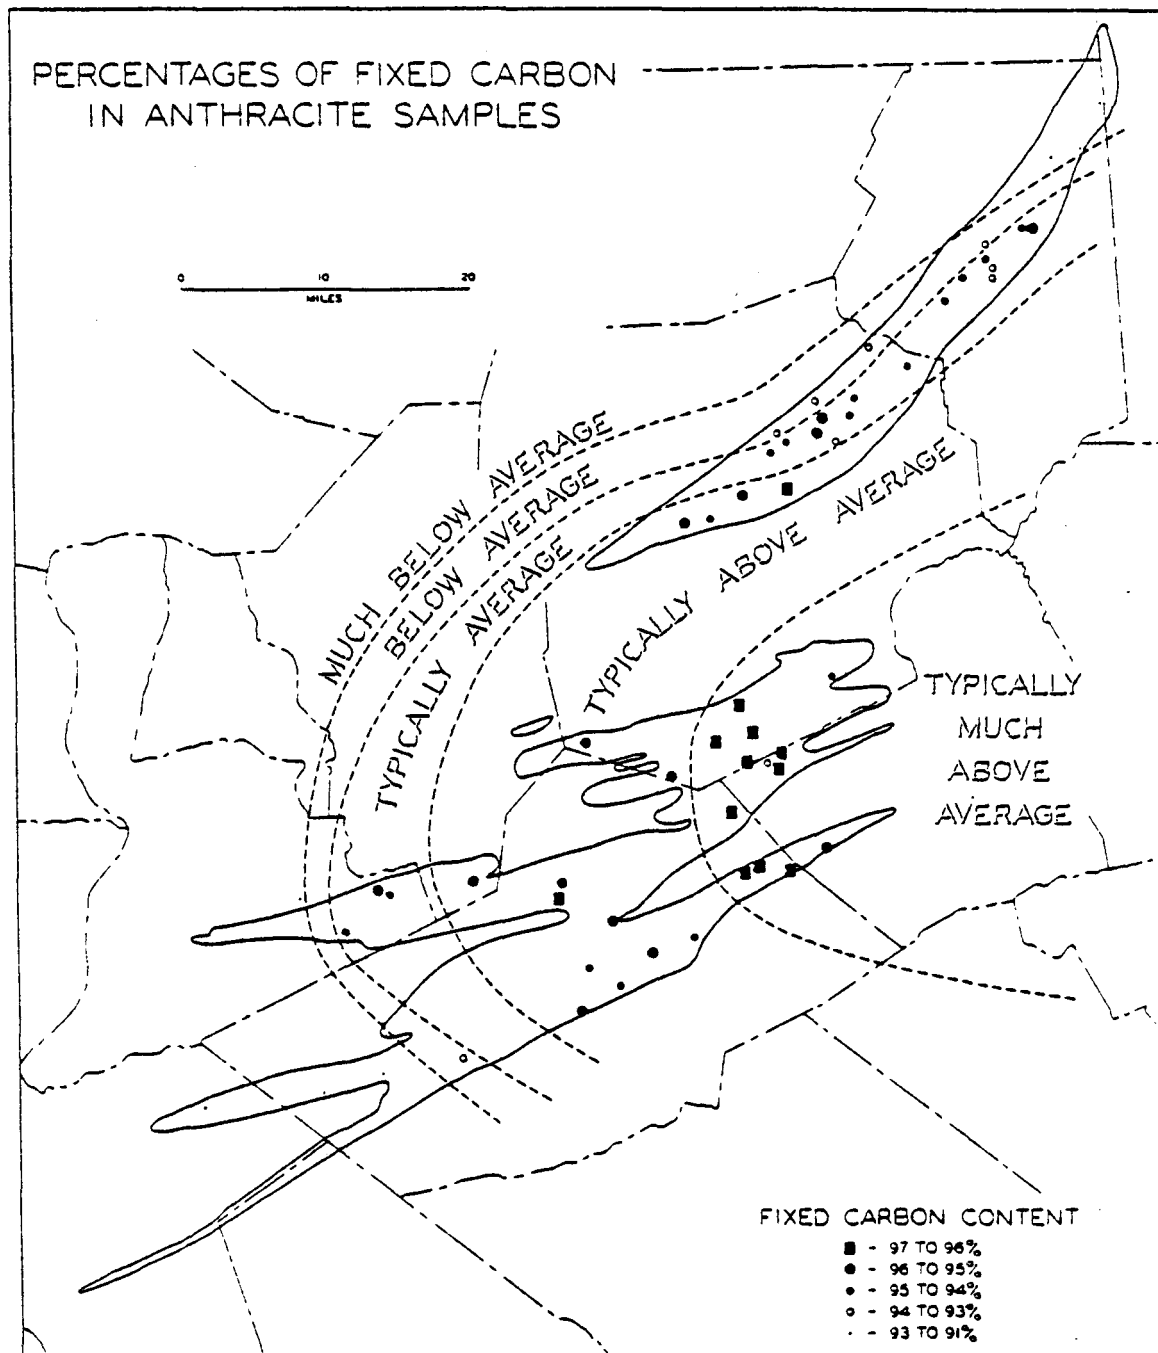 PERCENTAGES OF FIXED CARBON
IN ANTHRACITE SAMPLES
0 10 20
MILES
MUCH BELOW AVERAGE
BELOW AVERAGE
TYPICALLY AVERAGE
TYPICALLY ABOVE AVERAGE
TYPICALLY
MUCH
ABOVE
AVERAGE
FIXED CARBON CONTENT
- 97 TO 96%
- 96 TO 95%
- 95 TO 94%
- 94 TO 93%
- 93 TO 91%